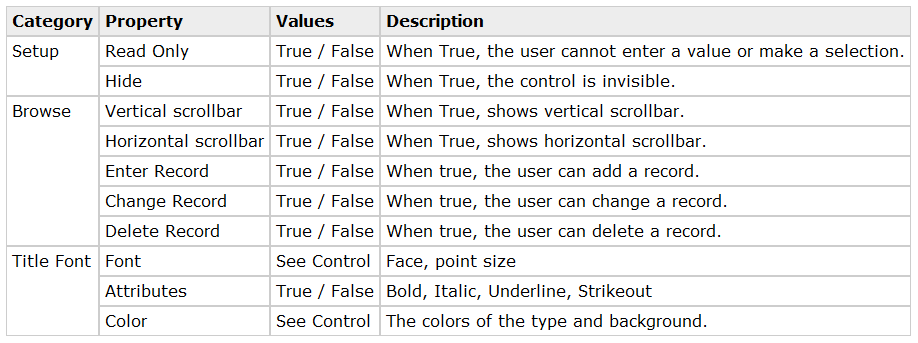 Category Property Values Description
Setup Read Only True / False When True, the user cannot enter a value or make a selection.
Hide True / False When True, the control is invisible.
Browse Vertical scrollbar True / False When True, shows vertical scrollbar.
Horizontal scrollbar True / False When True, shows horizontal scrollbar.
Enter Record True / False When true, the user can add a record.
Change Record True / False When true, the user can change a record.
Delete Record True / False When true, the user can delete a record.
Title Font Font See Control Face, point size
Attributes True / False Bold, Italic, Underline, Strikeout
Color See Control The colors of the type and background.